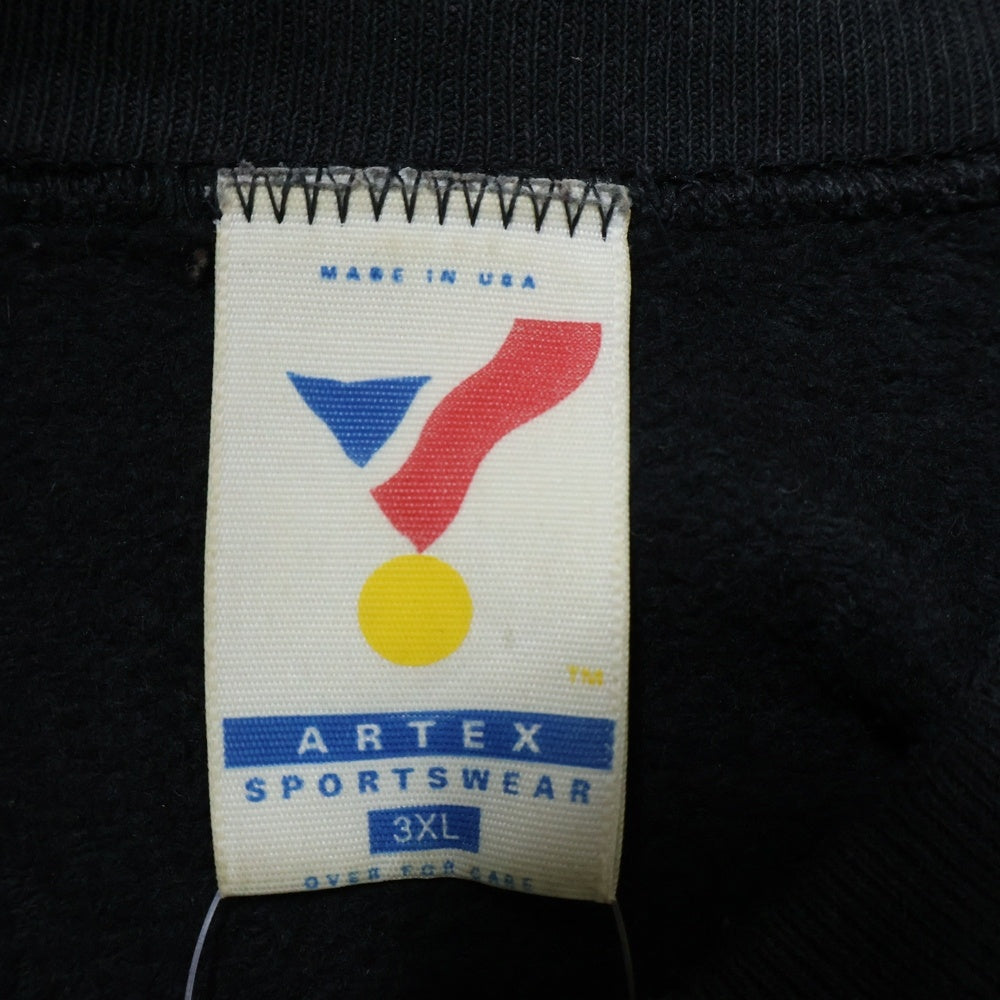 MADE IN USA
TM
ARTEX
SPORTSWEAR
3XL
OVER FOR CARE